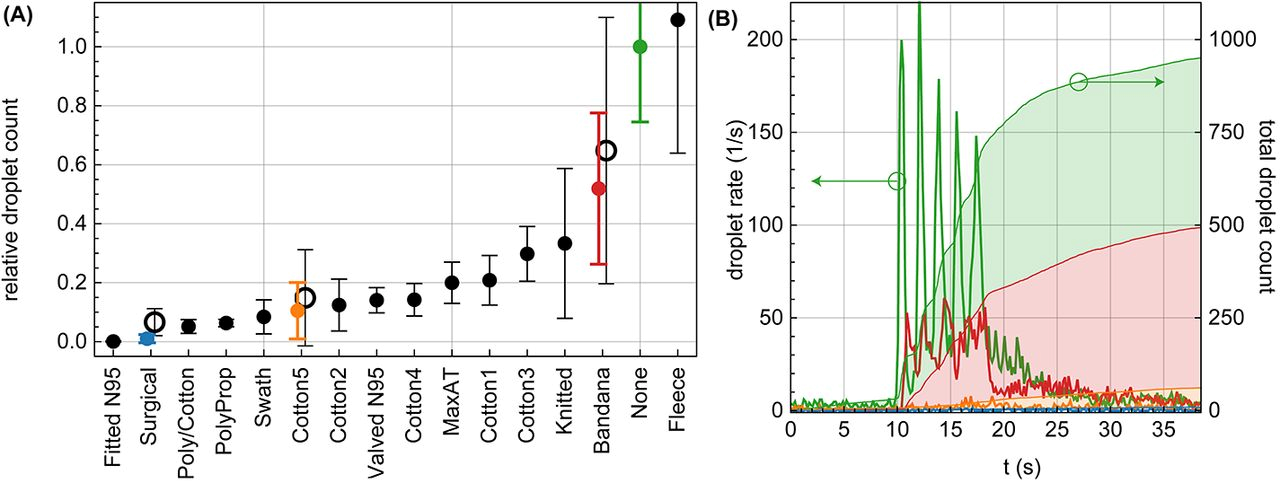 (A)
relative droplet count
1.0
0.8
0.6
0.4
0.2
0.0
Fitted N95
Surgical
Poly/Cotton
PolyProp
Swath
Cotton5
Cotton2
Valved N95
Cotton4
MaxAT
Cotton1
Cotton3
Knitted
Bandana
None
Fleece
(B)
droplet rate (1/s)
200
150
100
50
0
total droplet count
1000
750
500
250
0
0 5 10 15 20 25 30 35
t (s)